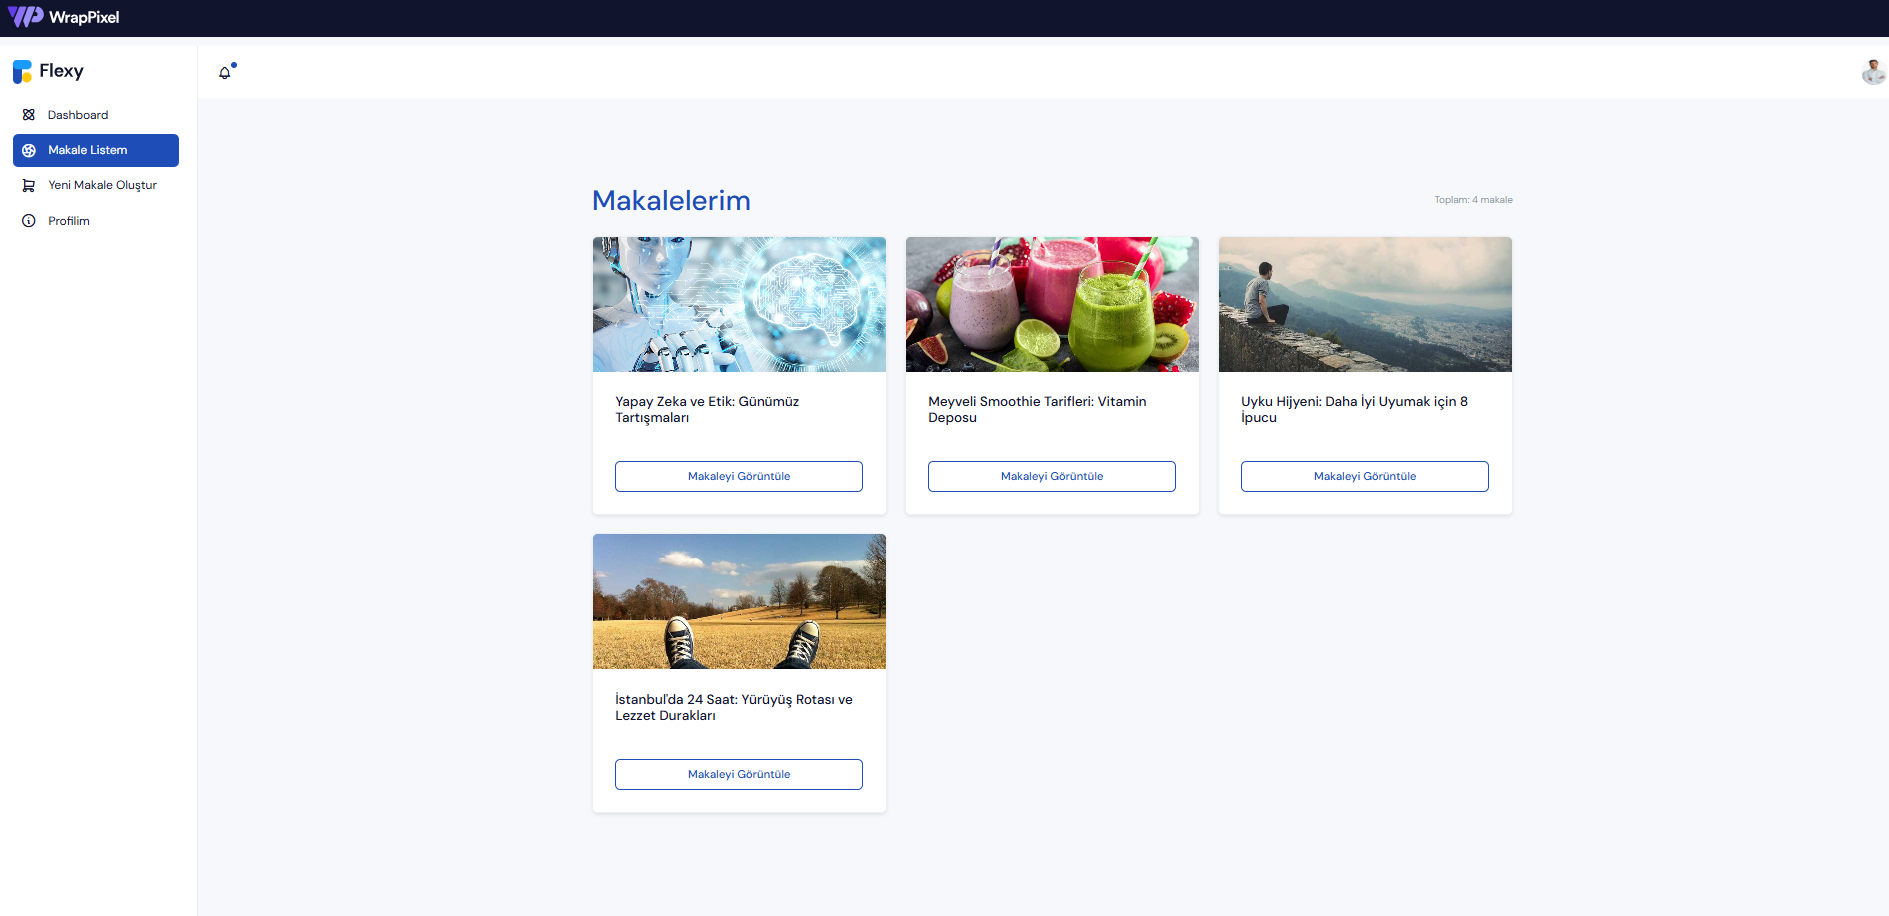 WrapPixel
Flexy
Dashboard
Makale Listem
Yeni Makale Oluştur
Profilim
Makalelerim
Toplam: 4 makale
Yapay Zeka ve Etik: Günümüz
Tartışmaları
Makaleyi Görüntüle
Meyveli Smoothie Tarifleri: Vitamin
Deposu
Makaleyi Görüntüle
Uyku Hijyeni: Daha İyi Uyumak için 8
İpucu
Makaleyi Görüntüle
İstanbul'da 24 Saat: Yürüyüş Rotası ve
Lezzet Durakları
Makaleyi Görüntüle